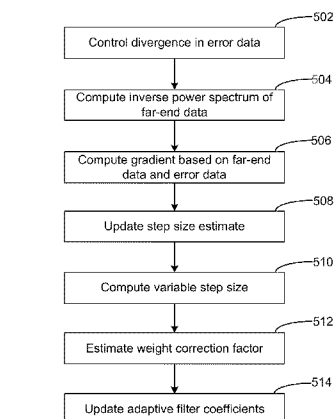 502
Control divergence in error data
504
Compute inverse power spectrum of
far-end data
506
Compute gradient based on far-end
data and error data
508
Update step size estimate
510
Compute variable step size
512
Estimate weight correction factor
514
Update adaptive filter coefficients